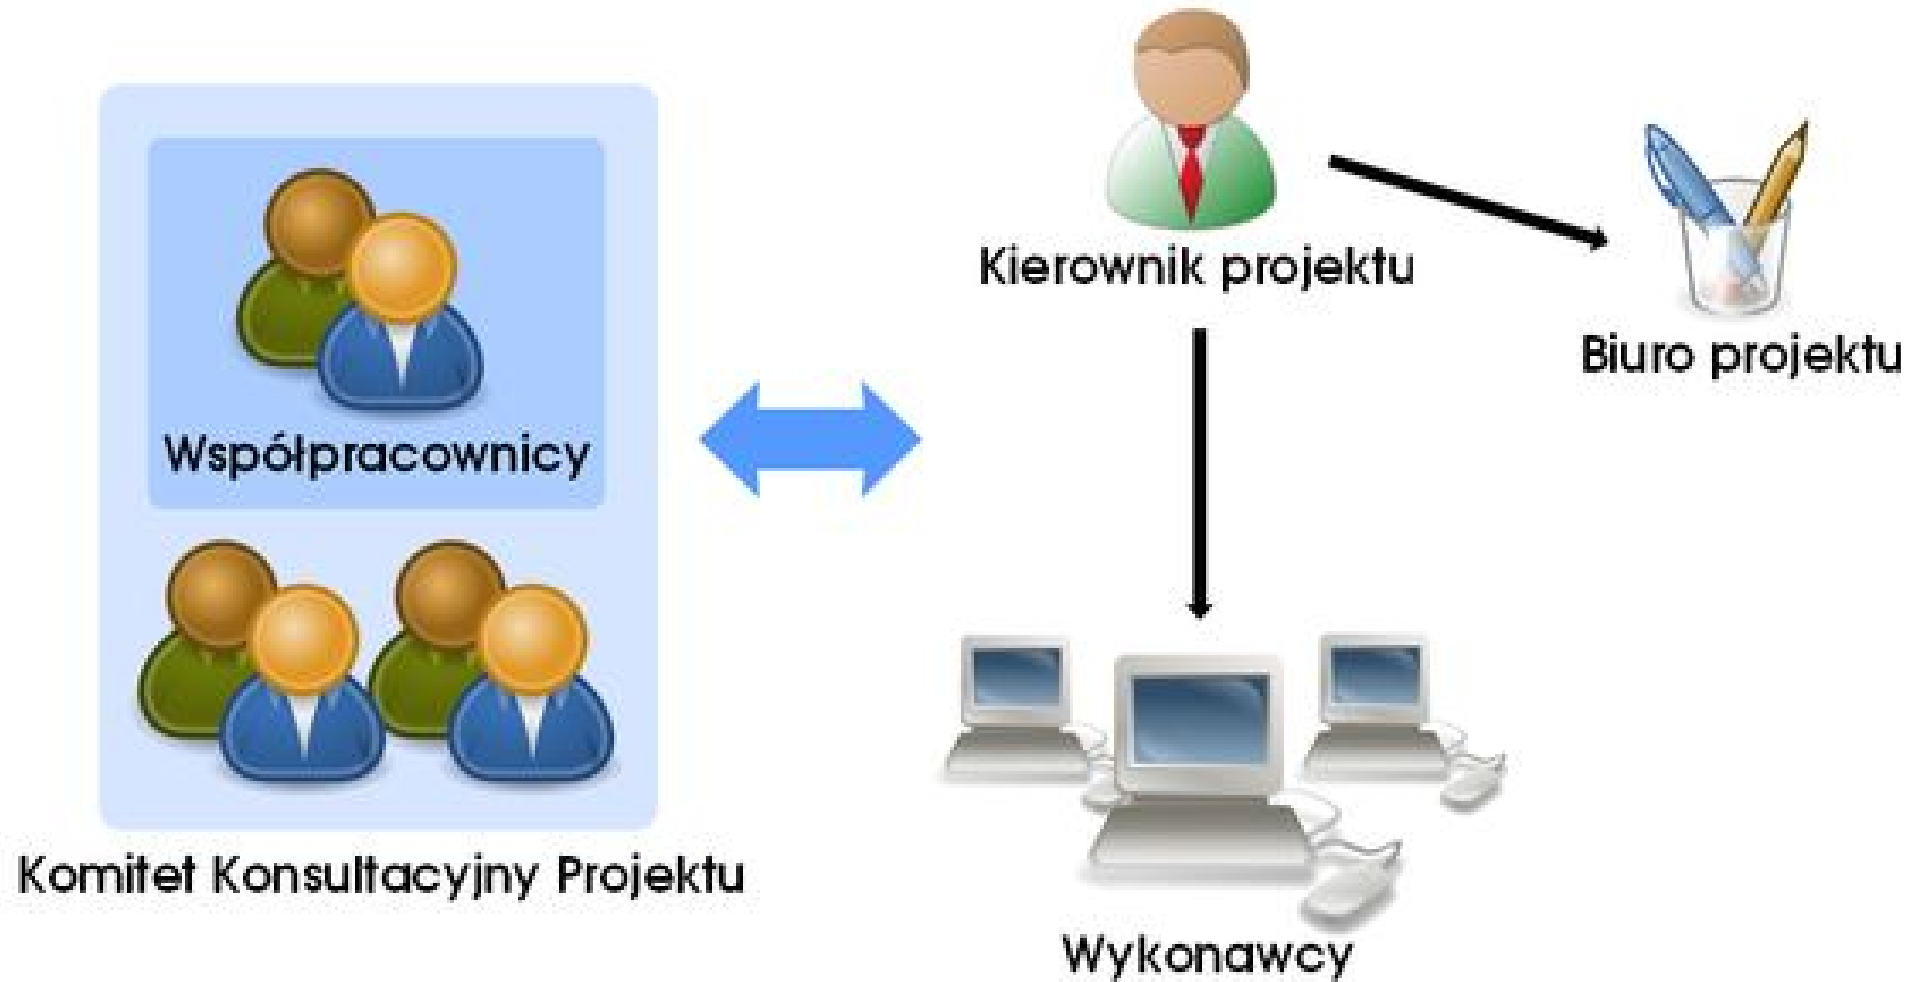 Kierownik projektu
Biuro projektu
Współpracownicy
Komitet Konsultacyjny Projektu
Wykonawcy